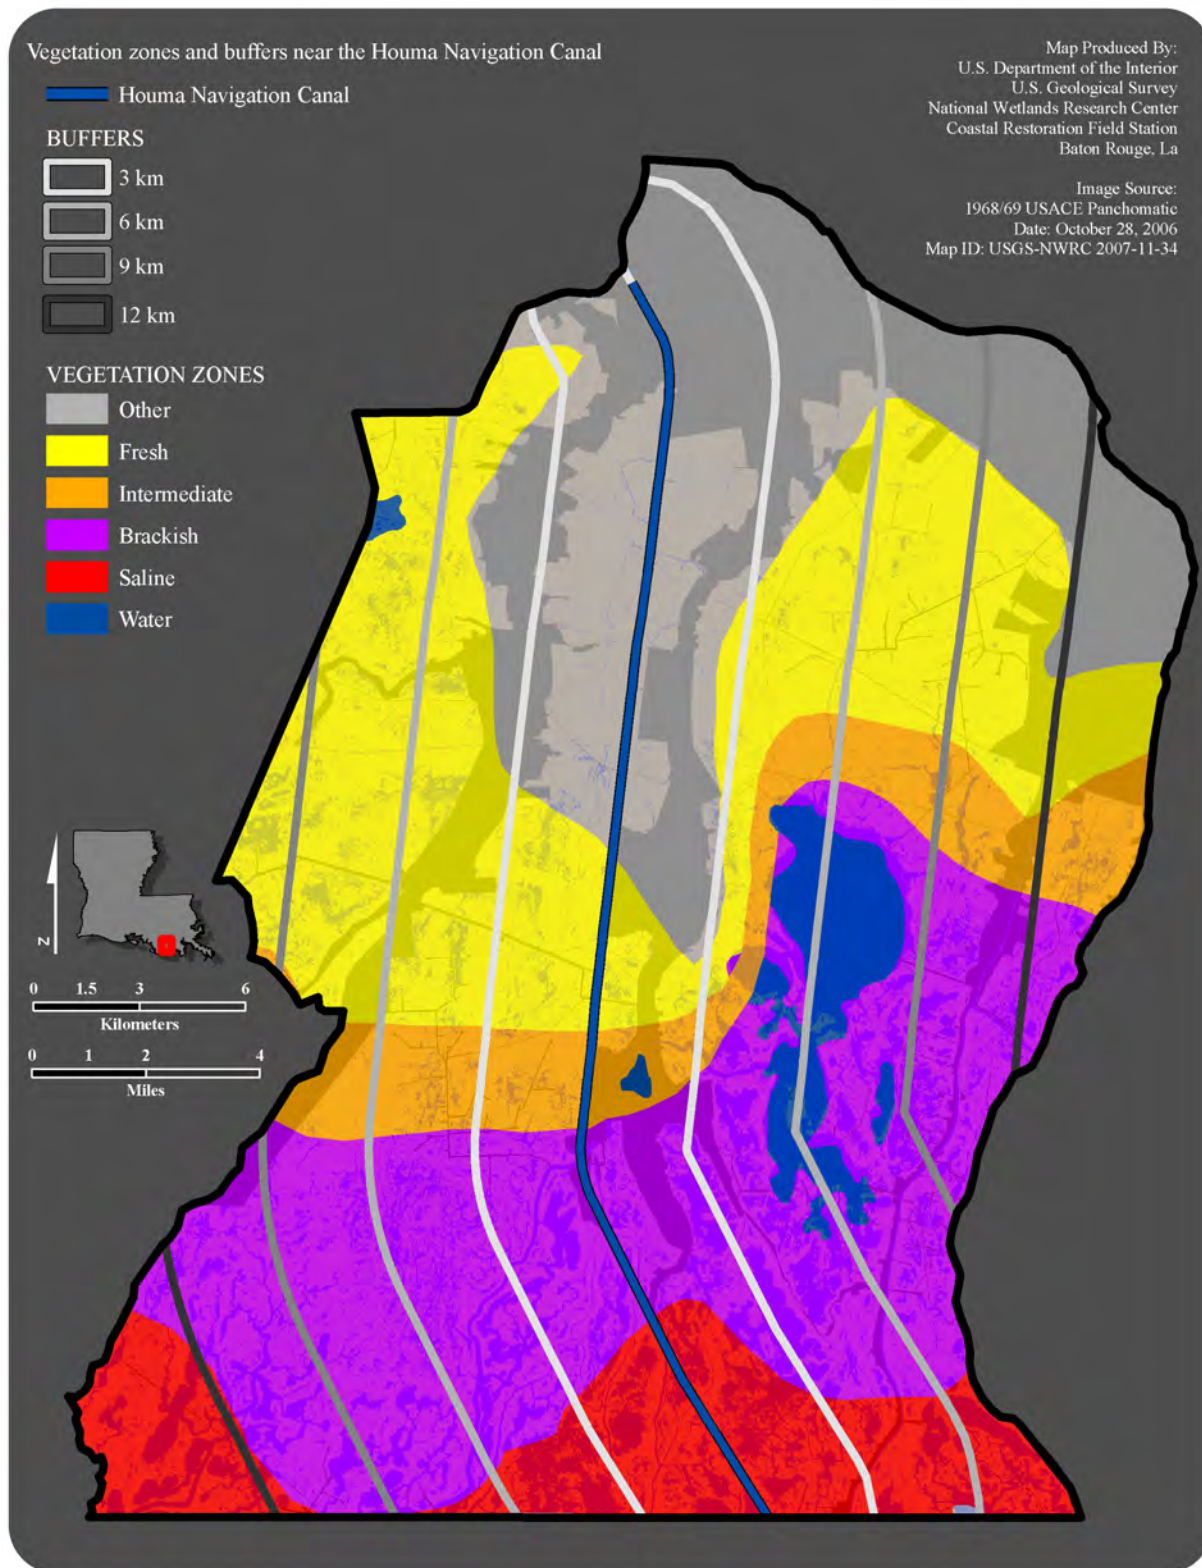 Vegetation zones and buffers near the Houma Navigation Canal
Houma Navigation Canal
BUFFERS
3 km
6 km
9 km
12 km
VEGETATION ZONES
Other
Fresh
Intermediate
Brackish
Saline
Water
Map Produced By:
U.S. Department of the Interior
U.S. Geological Survey
National Wetlands Research Center
Coastal Restoration Field Station
Baton Rouge, La
Image Source:
1968/69 USACE Panchomatic
Date: October 28, 2006
Map ID: USGS-NWRC 2007-11-34
N
0 1.5 3 6
Kilometers
0 1 2 4
Miles